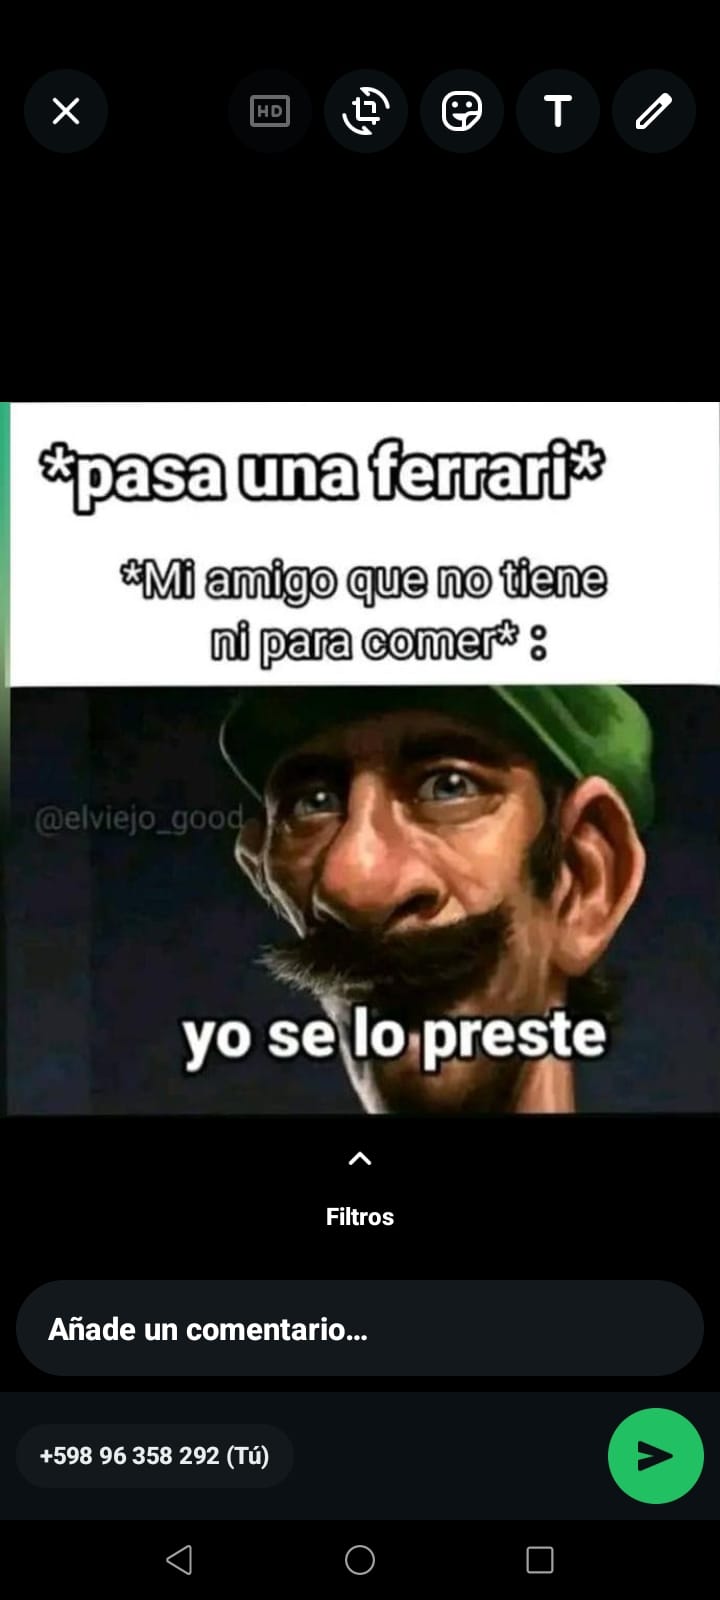 HD
T
*pasa una ferrari*
*Mi amigo que no tiene
ni para comer* :
@elviejo_good
yo se lo preste
Filtros
Añade un comentario...
+598 96 358 292 (Tú)